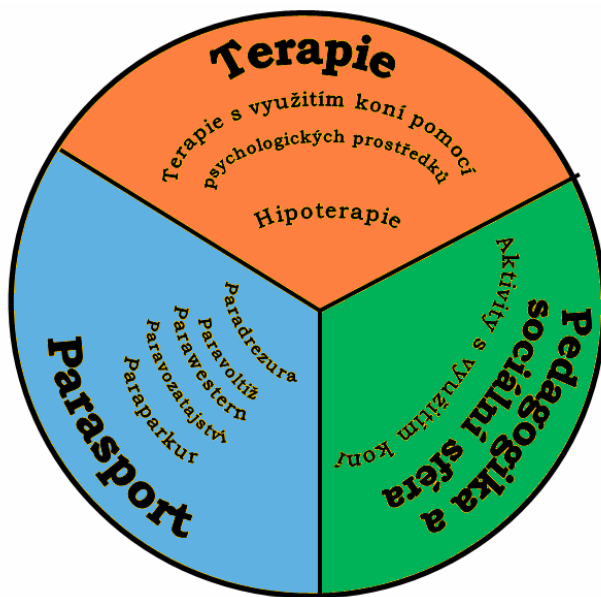 Terapie
Terapie s využitím koní pomocí
psychologických prostředků
Hipoterapie
Aktivity s využitím koní
Pedagogika a
sociální sféra
Paradrezura
Paravoltiž
Parawestern
Paravozatajství
Paraparkur
Parasport